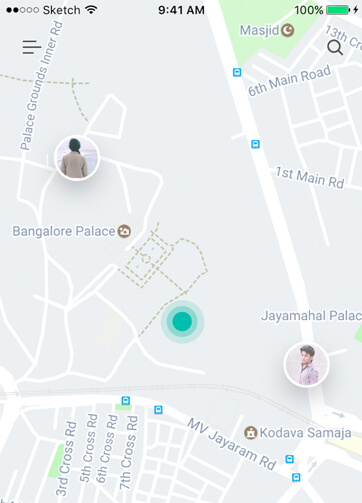 Sketch
9:41 AM
100%
Masjid
13th C
6th Main Road
Palace Grounds Inner Rd
1st Main Rd
Bangalore Palace
Jayamahal Palac
MV Jayaram Rd
Kodava Samaja
3rd Cross Rd
5th Cross Rd
6th Cross Rd
7th Cross Rd